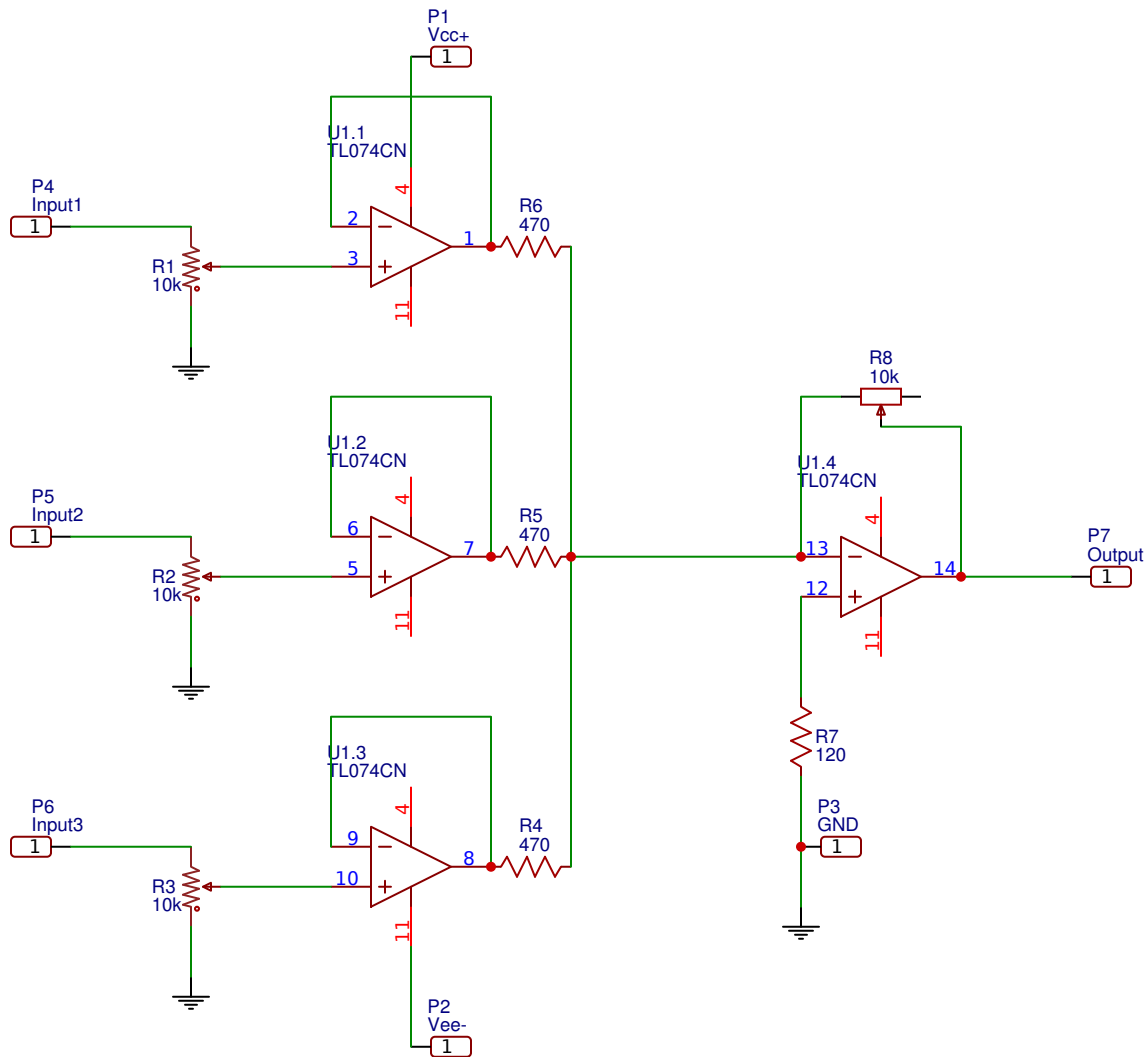 P1
Vcc+
1
U1.1
TL074CN
4
P4
Input1
1
2
3
1
11
R6
470
R1
10k
R8
10k
U1.2
TL074CN
4
P5
Input2
1
6
5
7
11
R5
470
R2
10k
U1.4
TL074CN
4
13
12
14
11
P7
Output
1
U1.3
TL074CN
4
P6
Input3
1
9
10
8
11
R4
470
R3
10k
R7
120
P3
GND
1
P2
Vee-
1